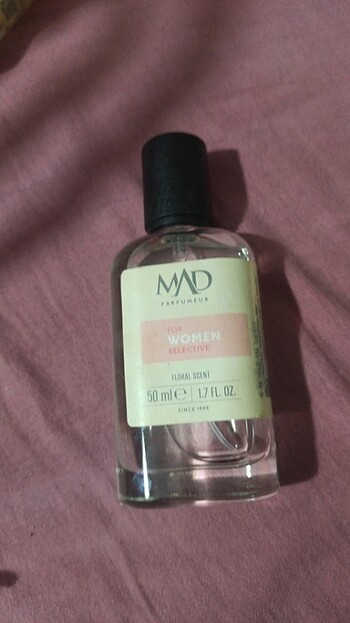 MAD
PARFUMEUR
FOR
WOMEN
SELECTIVE
FLORAL SCENT
50 ml ℮ 1.7 FL. OZ.